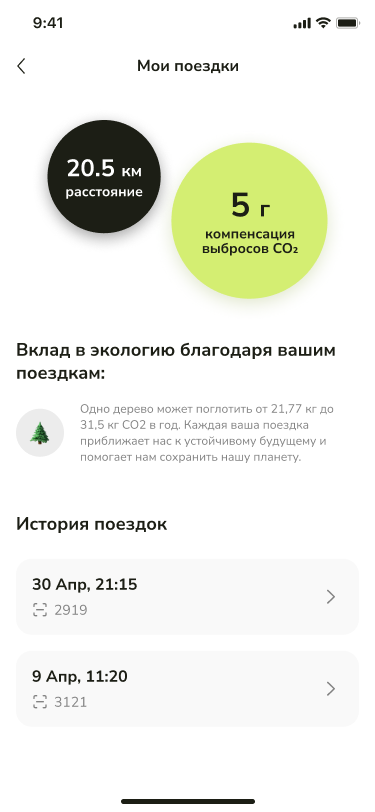 9:41
Мои поездки
20.5 км
расстояние
5 г
компенсация
выбросов CO₂
Вклад в экологию благодаря вашим
поездкам:
Одно дерево может поглотить от 21,77 кг до
31,5 кг CO2 в год. Каждая ваша поездка
приближает нас к устойчивому будущему и
помогает нам сохранить нашу планету.
История поездок
30 Апр, 21:15
2919
9 Апр, 11:20
3121